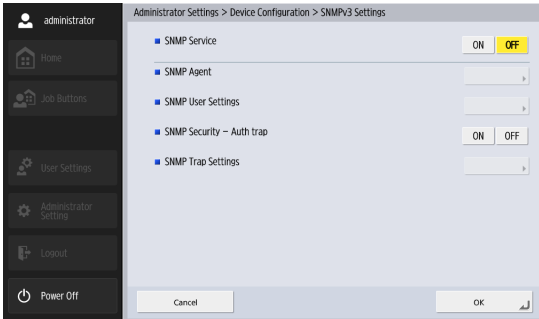 administrator
Home
Job Buttons
User Settings
Administrator
Setting
Logout
Power Off
Administrator Settings > Device Configuration > SNMPv3 Settings
SNMP Service
ON OFF
SNMP Agent
SNMP User Settings
SNMP Security – Auth trap
ON OFF
SNMP Trap Settings
Cancel
OK